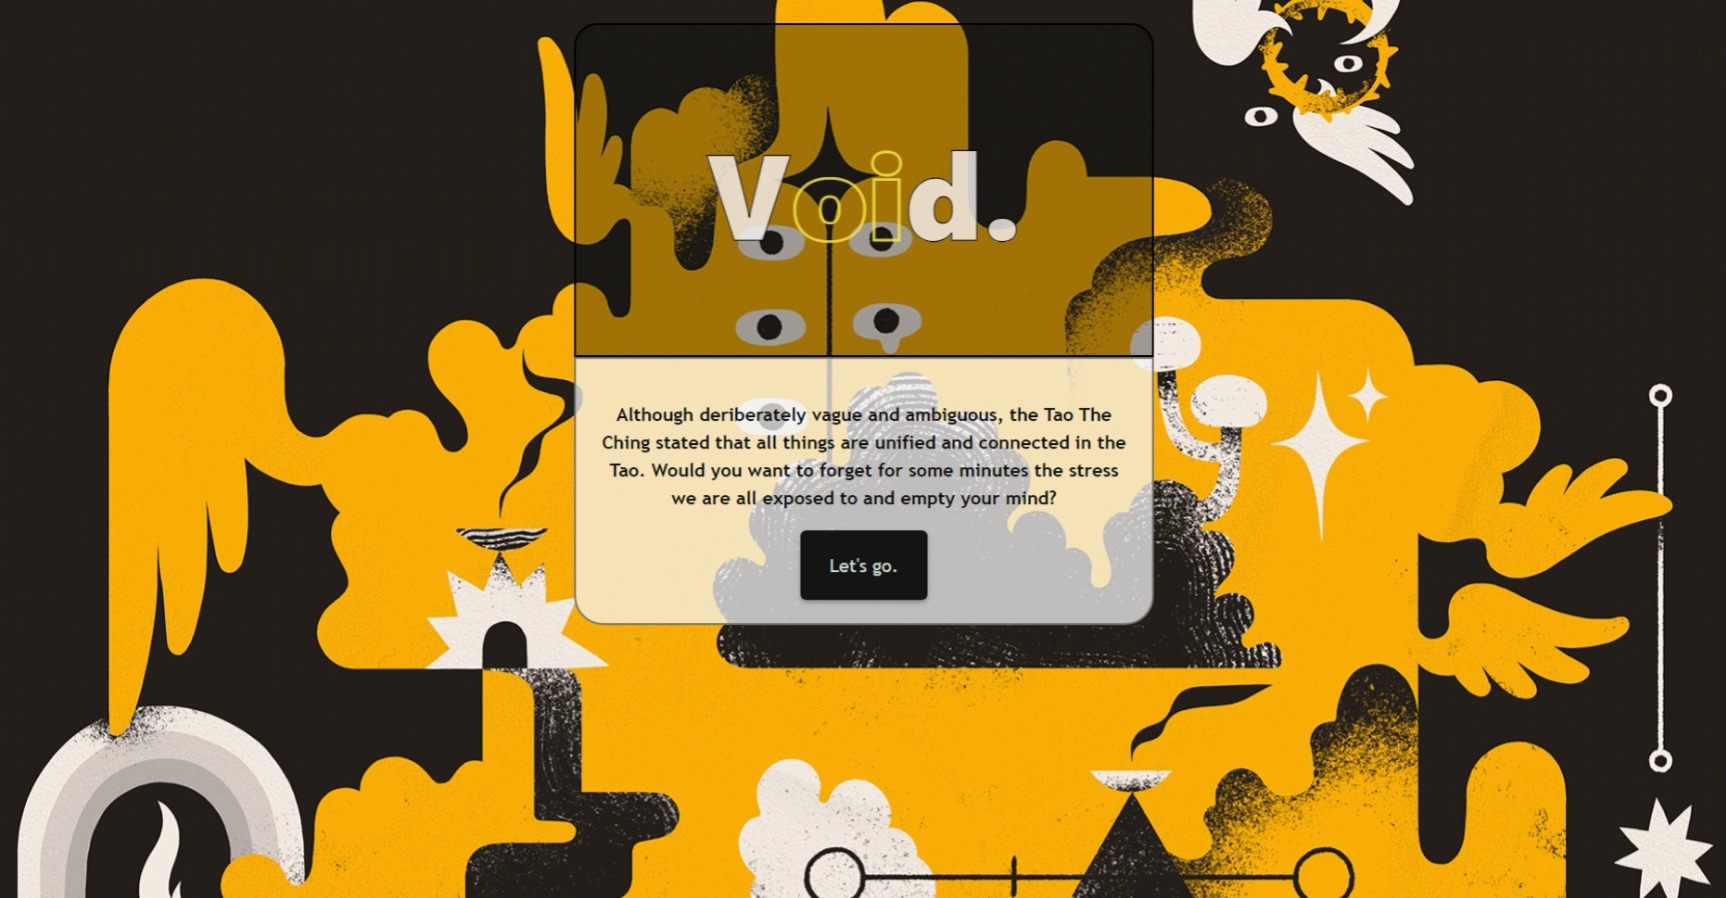 Void.
Although deriberately vague and ambiguous, the Tao The
Ching stated that all things are unified and connected in the
Tao. Would you want to forget for some minutes the stress
we are all exposed to and empty your mind?
Let's go.